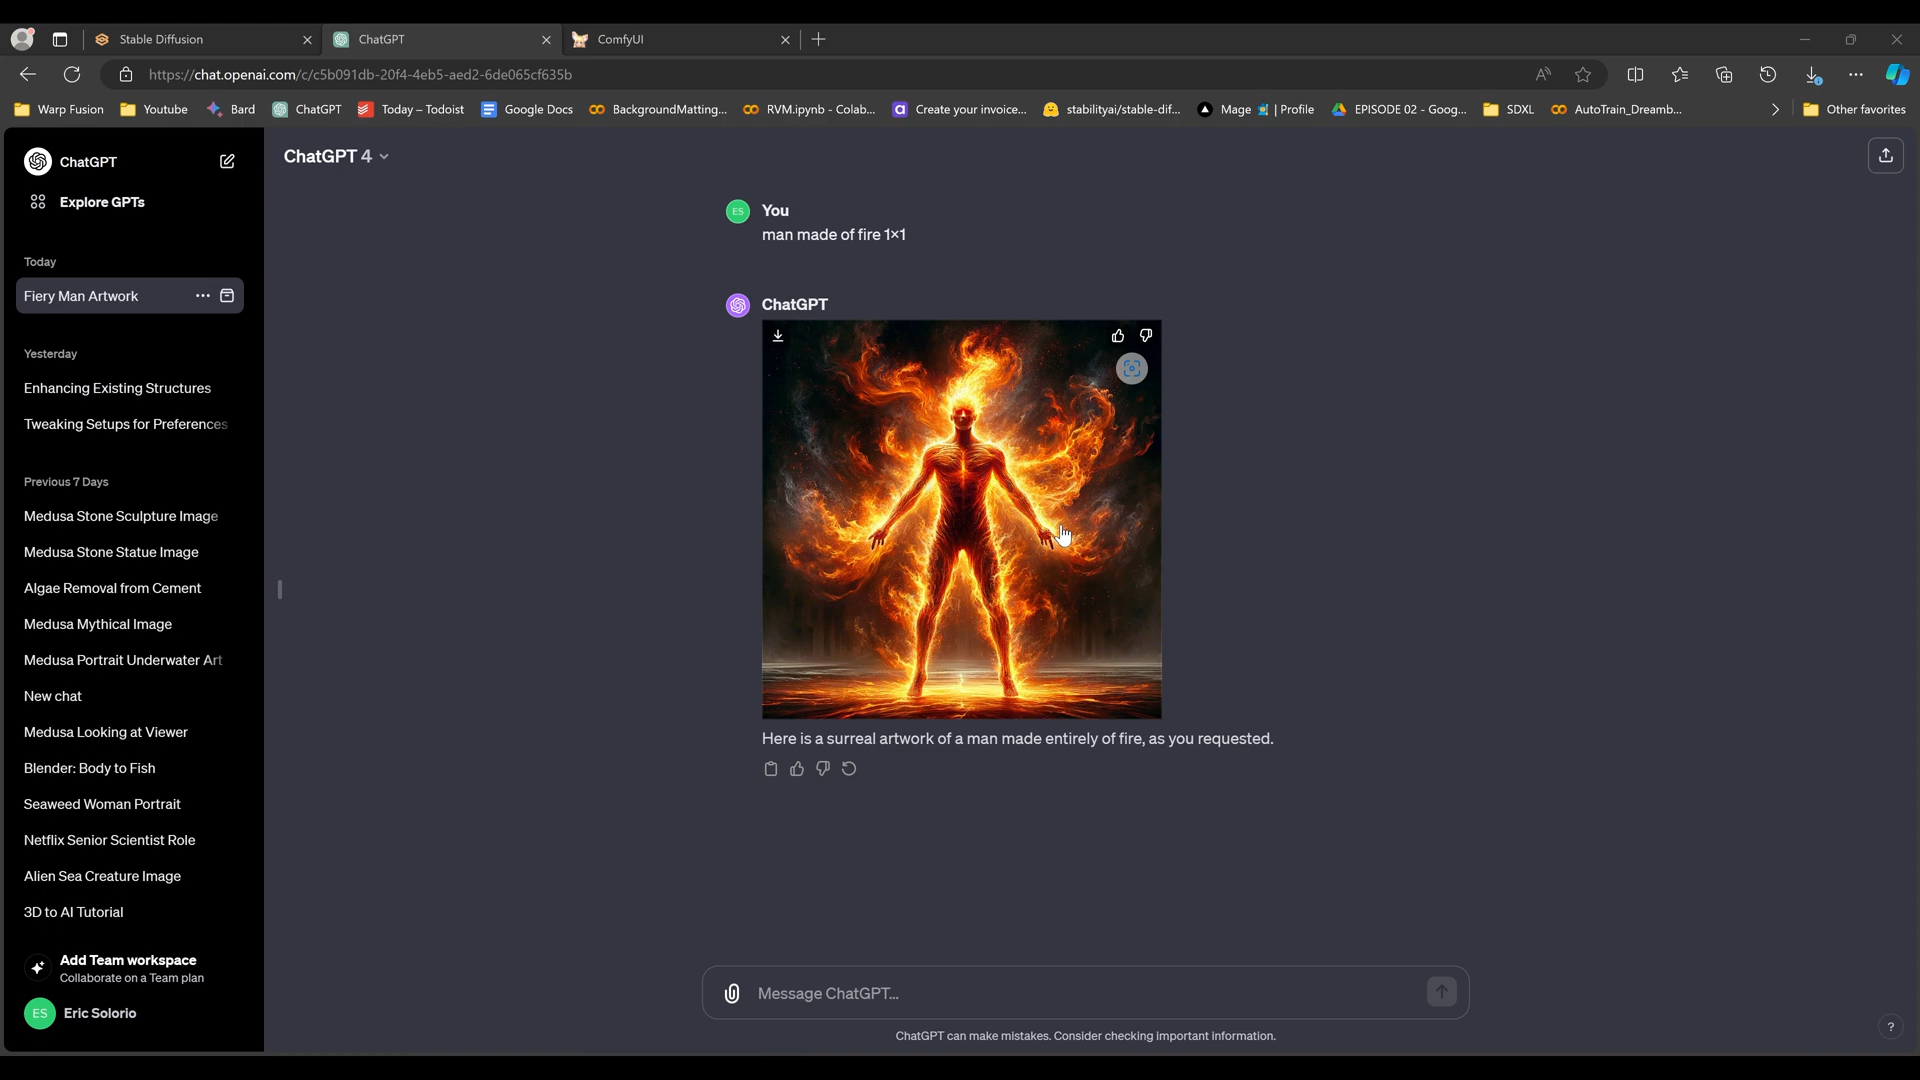 Stable Diffusion
ChatGPT
ComfyUI
https://chat.openai.com/c/c5b091db-20f4-4eb5-aed2-6de065cf635b
Warp Fusion
Youtube
Bard
ChatGPT
Today – Todoist
Google Docs
BackgroundMatting...
RVM.ipynb - Colab...
Create your invoice...
stabilityai/stable-dif...
Mage | Profile
EPISODE 02 - Goog...
SDXL
AutoTrain_Dreamb...
Other favorites
ChatGPT
Explore GPTs
Today
Fiery Man Artwork
Yesterday
Enhancing Existing Structures
Tweaking Setups for Preferences
Previous 7 Days
Medusa Stone Sculpture Image
Medusa Stone Statue Image
Algae Removal from Cement
Medusa Mythical Image
Medusa Portrait Underwater Art
New chat
Medusa Looking at Viewer
Blender: Body to Fish
Seaweed Woman Portrait
Netflix Senior Scientist Role
Alien Sea Creature Image
3D to AI Tutorial
Add Team workspace
Collaborate on a Team plan
ES
Eric Solorio
ChatGPT 4
ES
You
man made of fire 1×1
ChatGPT
Here is a surreal artwork of a man made entirely of fire, as you requested.
Message ChatGPT...
ChatGPT can make mistakes. Consider checking important information.
?